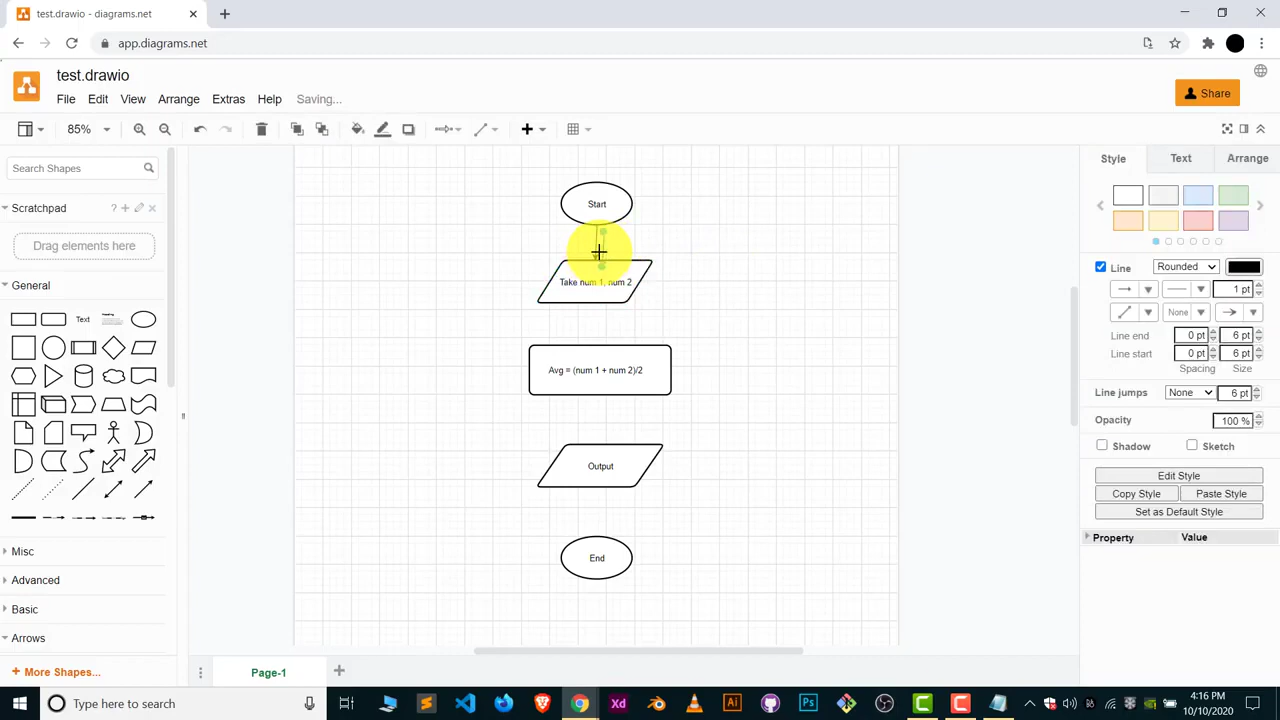 test.drawio - diagrams.net
app.diagrams.net
test.drawio
File Edit View Arrange Extras Help Saving...
Share
85%
Search Shapes
Scratchpad
Drag elements here
General
Text
Misc
Advanced
Basic
Arrows
More Shapes...
Start
Take num 1, num 2
Avg = (num 1 + num 2)/2
Output
End
Page-1
Style Text Arrange
Line Rounded
1 pt
None
Line end 0 pt 6 pt
Line start 0 pt 6 pt
Spacing Size
Line jumps None 6 pt
Opacity 100 %
Shadow Sketch
Edit Style
Copy Style Paste Style
Set as Default Style
Property Value
Type here to search
Xd Ai Ps
4:16 PM
10/10/2020